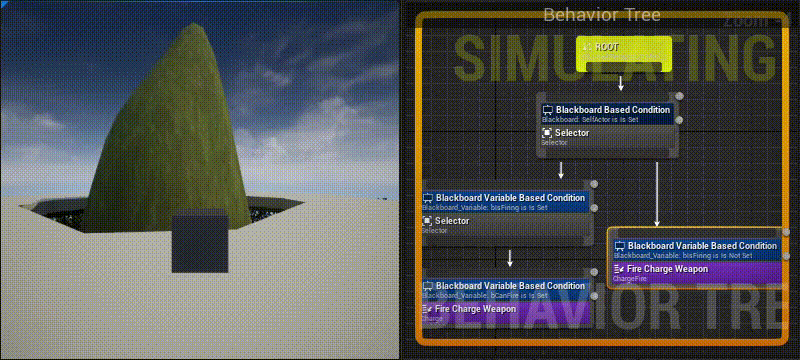 Behavior Tree
Zoom
SIMULATING
ROOT
Blackboard Based Condition
Blackboard: SelfActor is Is Set
Selector
Selector
Blackboard Variable Based Condition
Blackboard_Variable: bIsFiring is Is Set
Selector
Selector
Blackboard Variable Based Condition
Blackboard_Variable: bIsFiring is Is Not Set
Fire Charge Weapon
ChargeFire
Blackboard Variable Based Condition
Blackboard_Variable: bCanFire is Is Set
Fire Charge Weapon
Charge
BEHAVIOR TRE